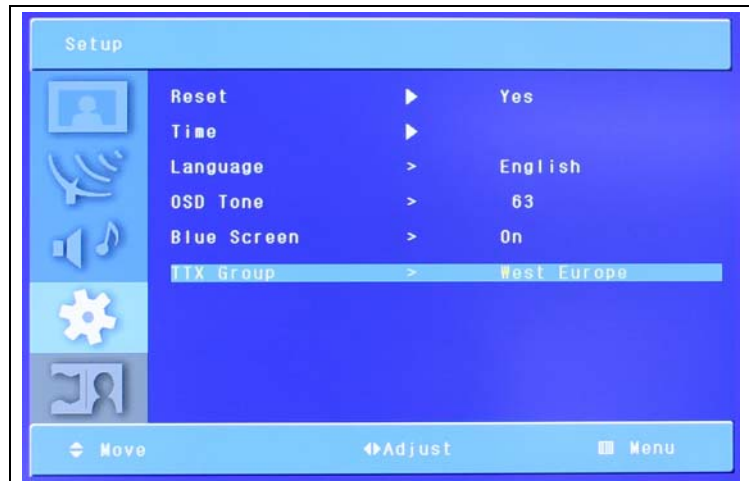 Setup
Reset ▶ Yes
Time ▶
Language > English
OSD Tone > 63
Blue Screen > On
TTX Group > West Europe
Move Adjust Menu